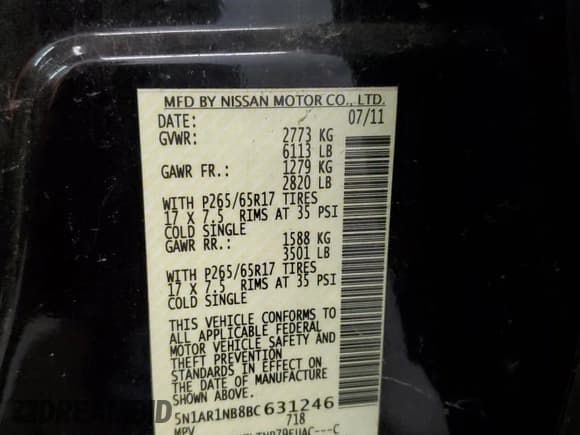 MFD BY NISSAN MOTOR CO., LTD.
DATE: 07/11
GVWR: 2773 KG
6113 LB
GAWR FR.: 1279 KG
2820 LB
WITH P265/65R17 TIRES
17 X 7.5 RIMS AT 35 PSI
COLD SINGLE
GAWR RR.: 1588 KG
3501 LB
WITH P265/65R17 TIRES
17 X 7.5 RIMS AT 35 PSI
COLD SINGLE
THIS VEHICLE CONFORMS TO
ALL APPLICABLE FEDERAL
MOTOR VEHICLE SAFETY AND
THEFT PREVENTION
STANDARDS IN EFFECT ON
THE DATE OF MANUFACTURE
SHOWN ABOVE.
5N1AR1NB8BC631246
718
MPV
DREDBIDDER